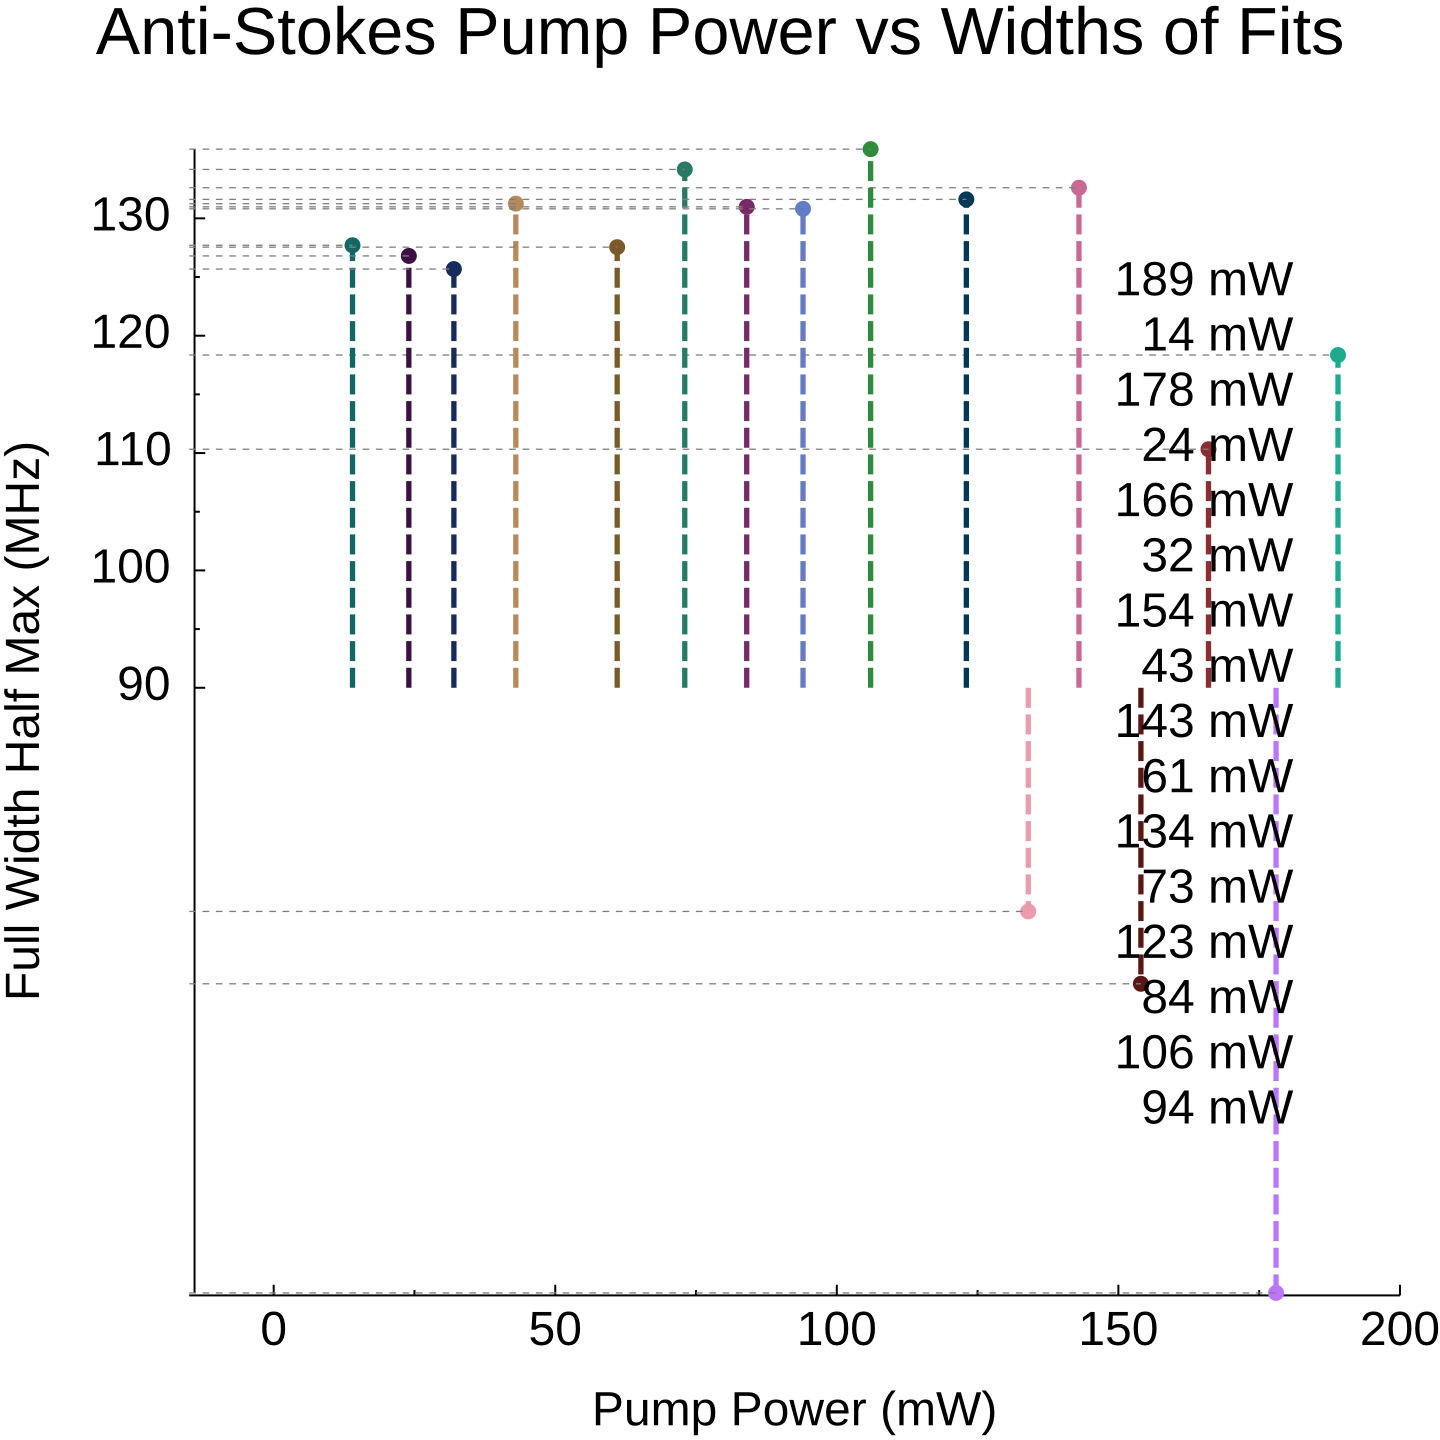 Anti-Stokes Pump Power vs Widths of Fits
Full Width Half Max (MHz)
130
120
110
100
90
189 mW
14 mW
178 mW
24 mW
166 mW
32 mW
154 mW
43 mW
143 mW
61 mW
134 mW
73 mW
123 mW
84 mW
106 mW
94 mW
0 50 100 150 200
Pump Power (mW)